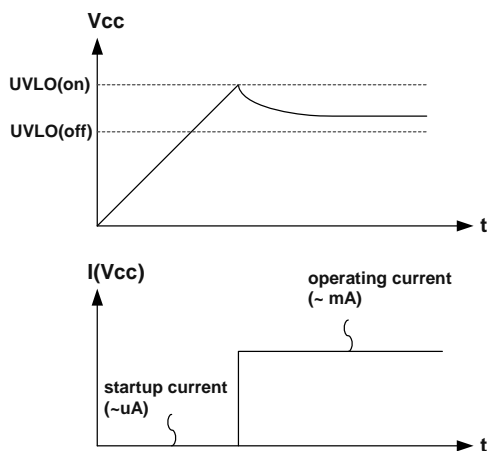 Vcc
UVLO(on)
UVLO(off)
t
I(Vcc)
operating current
(~ mA)
startup current
(~uA)
t